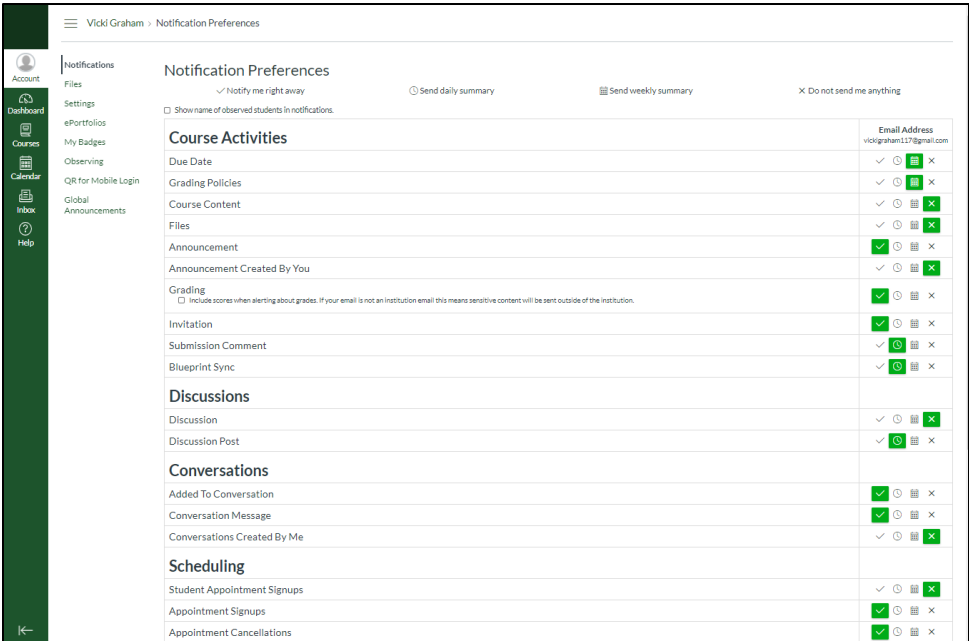 Vicki Graham > Notification Preferences
Account
Dashboard
Courses
Calendar
Inbox
Help
Notifications
Files
Settings
ePortfolios
My Badges
Observing
QR for Mobile Login
Global
Announcements
Notification Preferences
Notify me right away
Send daily summary
Send weekly summary
Do not send me anything
Show name of observed students in notifications.
Course Activities
Email Address
vickigraham117@gmail.com
Due Date
Grading Policies
Course Content
Files
Announcement
Announcement Created By You
Grading
Include scores when alerting about grades. If your email is not an institution email this means sensitive content will be sent outside of the institution.
Invitation
Submission Comment
Blueprint Sync
Discussions
Discussion
Discussion Post
Conversations
Added To Conversation
Conversation Message
Conversations Created By Me
Scheduling
Student Appointment Signups
Appointment Signups
Appointment Cancellations